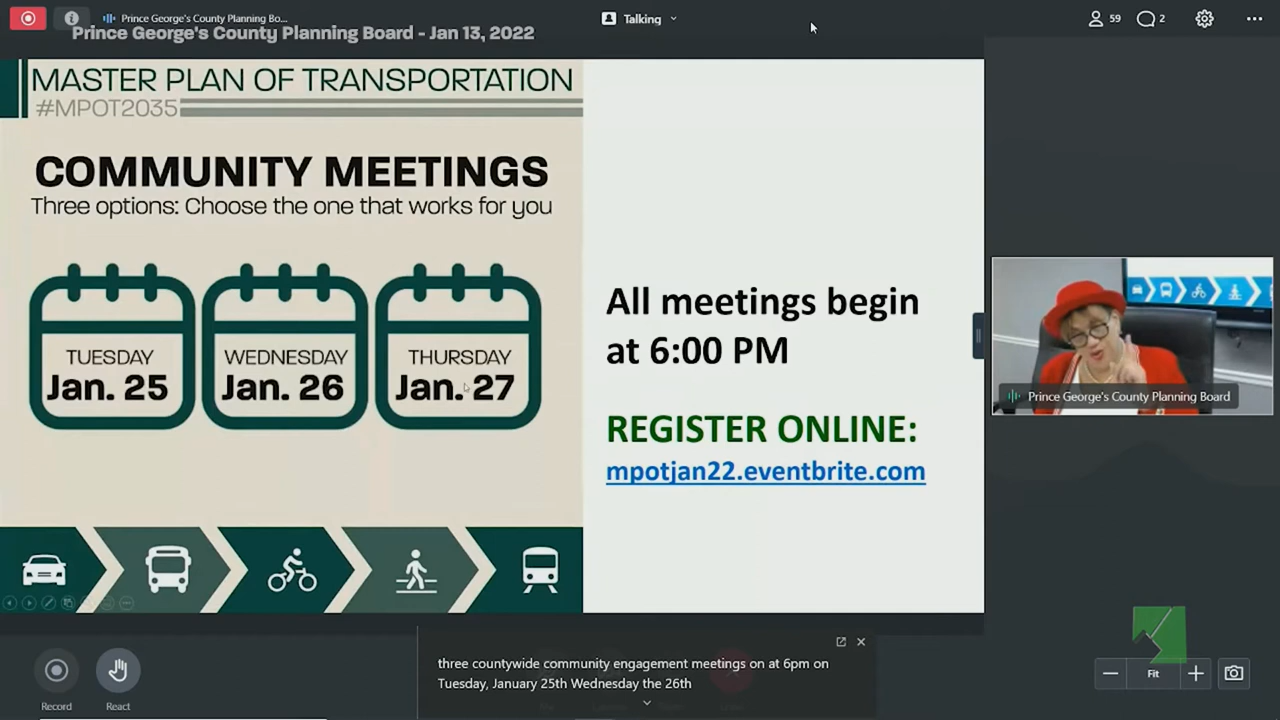 Prince George's County Planning Bo...
Talking
59
2
Prince George's County Planning Board - Jan 13, 2022
MASTER PLAN OF TRANSPORTATION
#MPOT2035
COMMUNITY MEETINGS
Three options: Choose the one that works for you
TUESDAY
Jan. 25
WEDNESDAY
Jan. 26
THURSDAY
Jan. 27
All meetings begin
at 6:00 PM
REGISTER ONLINE:
mpotjan22.eventbrite.com
Prince George's County Planning Board
three countywide community engagement meetings on at 6pm on
Tuesday, January 25th Wednesday the 26th
Record
React
Fit